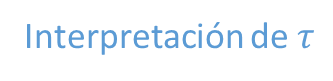 Interpretación de 𝜏